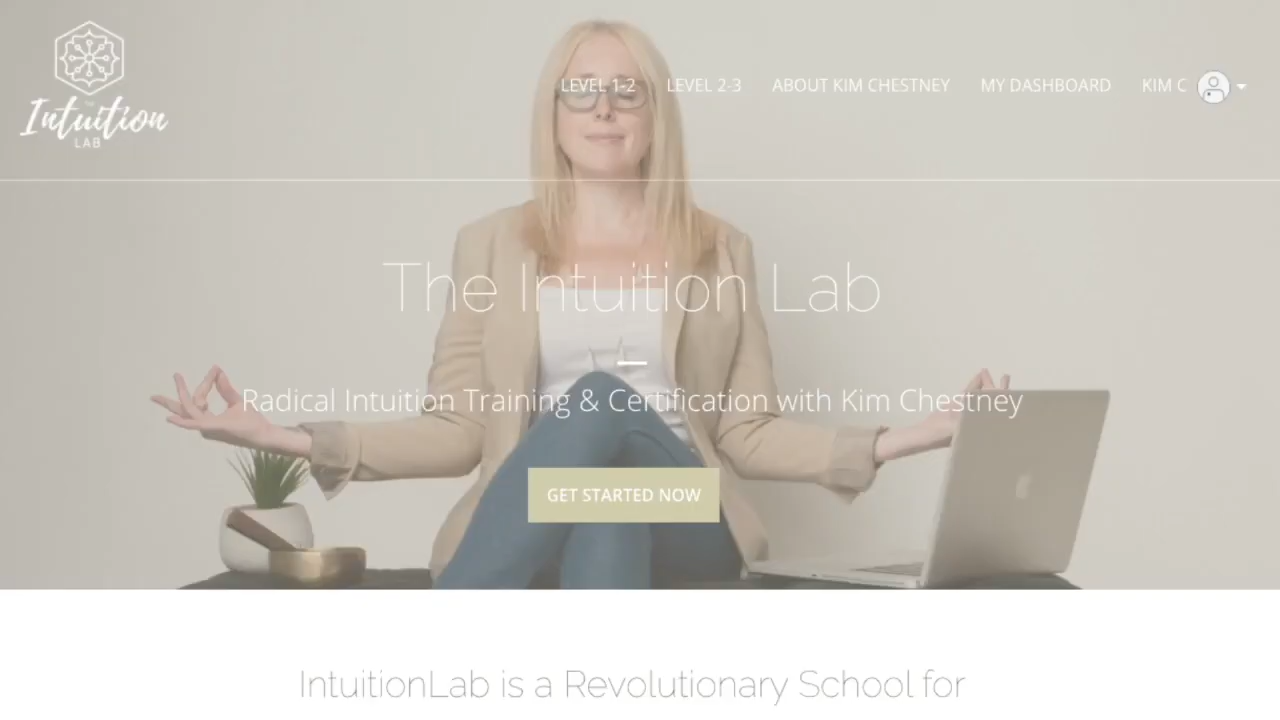 Intuition
LAB
LEVEL 1-2
LEVEL 2-3
ABOUT KIM CHESTNEY
MY DASHBOARD
KIM C
The Intuition Lab
Radical Intuition Training & Certification with Kim Chestney
GET STARTED NOW
IntuitionLab is a Revolutionary School for